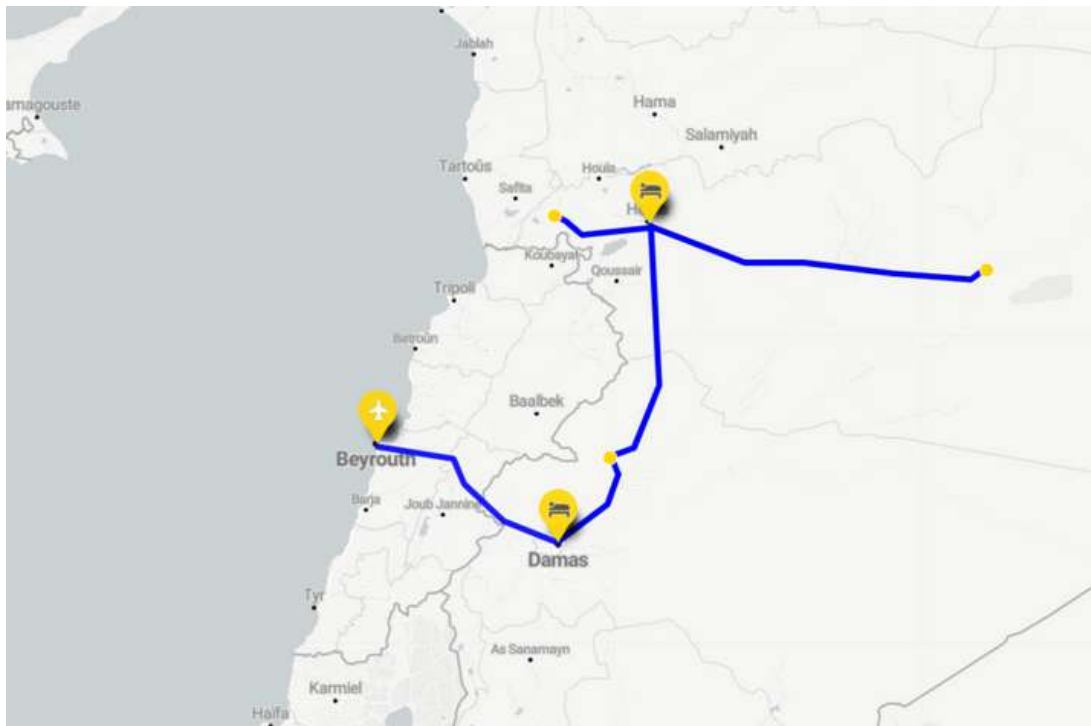 Jablah
amagouste
Hama
Salamiyah
Tartoûs
Houla
Safita
Koubayat
Qoussair
Tripoli
Batroûn
Baalbek
Beyrouth
Barja
Joub Jannine
Damas
Tyr
As Sanamayn
Karmiel
Haïfa